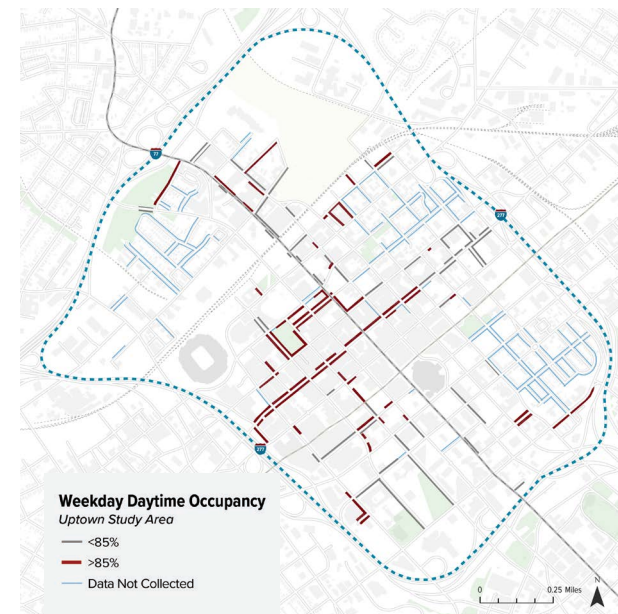 77
277
277
Weekday Daytime Occupancy
Uptown Study Area
<85%
>85%
Data Not Collected
N
0
0.25 Miles